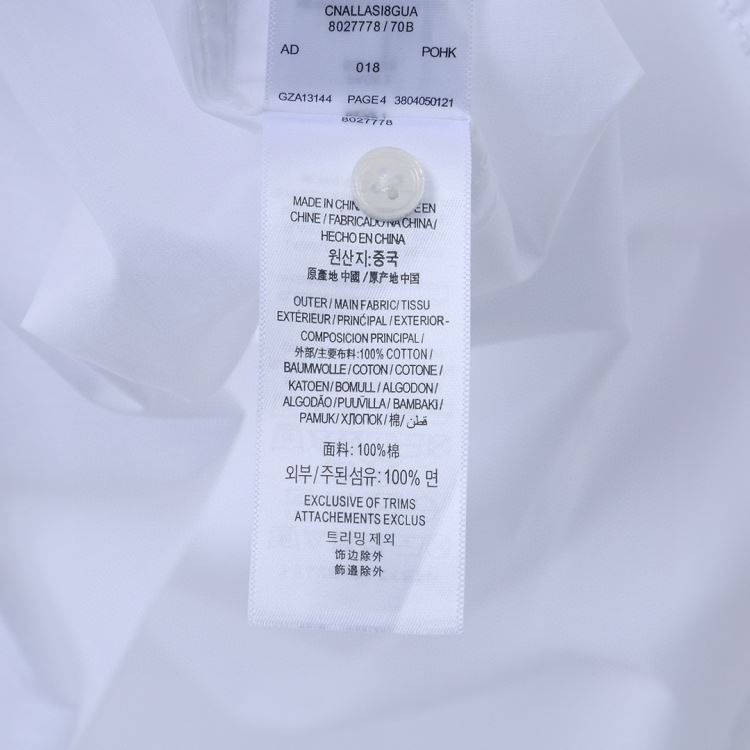 CNALLASI8GUA
8027778/70B
AD POHK
018
GZA13144 PAGE4 3804050121
8027778
MADE IN EN
CHINE/FABRICADO NA CHINA/
HECHO EN CHINA
원산지:중국
原產地 中國/原产地 中国
OUTER/MAIN FABRIC/TISSU
EXTÉRIEUR/PRINCIPAL/EXTERIOR-
COMPOSICION PRINCIPAL/
外部/主要布料:100% COTTON/
BAUMWOLLE/COTON/COTONE/
KATOEN/BOMULL/ALGODON/
ALGODÃO/PUUVILLA/BAMBAKI/
PAMUK/ХЛОПОК/棉/قطن
面料: 100%棉
외부/주된섬유:100% 면
EXCLUSIVE OF TRIMS
ATTACHEMENTS EXCLUS
트리밍 제외
饰边除外
飾邊除外